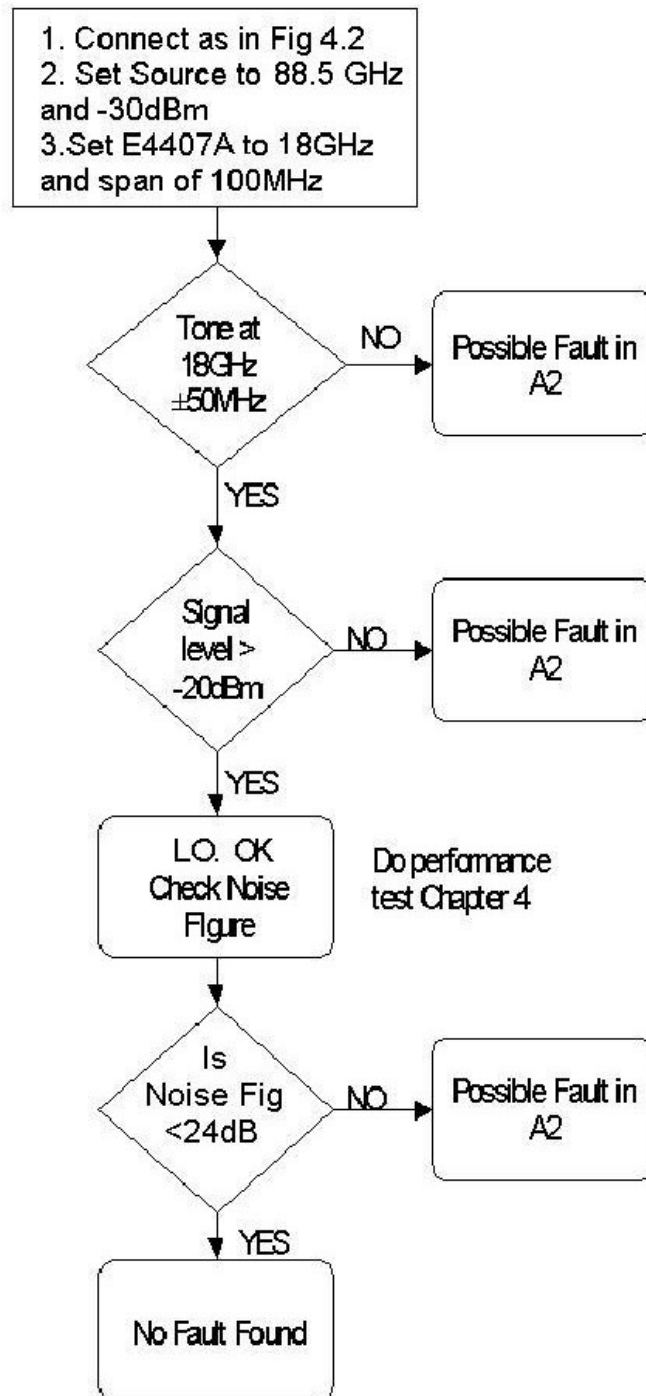 1. Connect as in Fig 4.2
2. Set Source to 88.5 GHz
and -30dBm
3.Set E4407A to 18GHz
and span of 100MHz
Tone at
18GHz
±50MHz
NO
Possible Fault in
A2
YES
Signal
level >
-20dBm
NO
Possible Fault in
A2
YES
L.O. OK
Check Noise
Figure
Do performance
test Chapter 4
Is
Noise Fig
<24dB
NO
Possible Fault in
A2
YES
No Fault Found